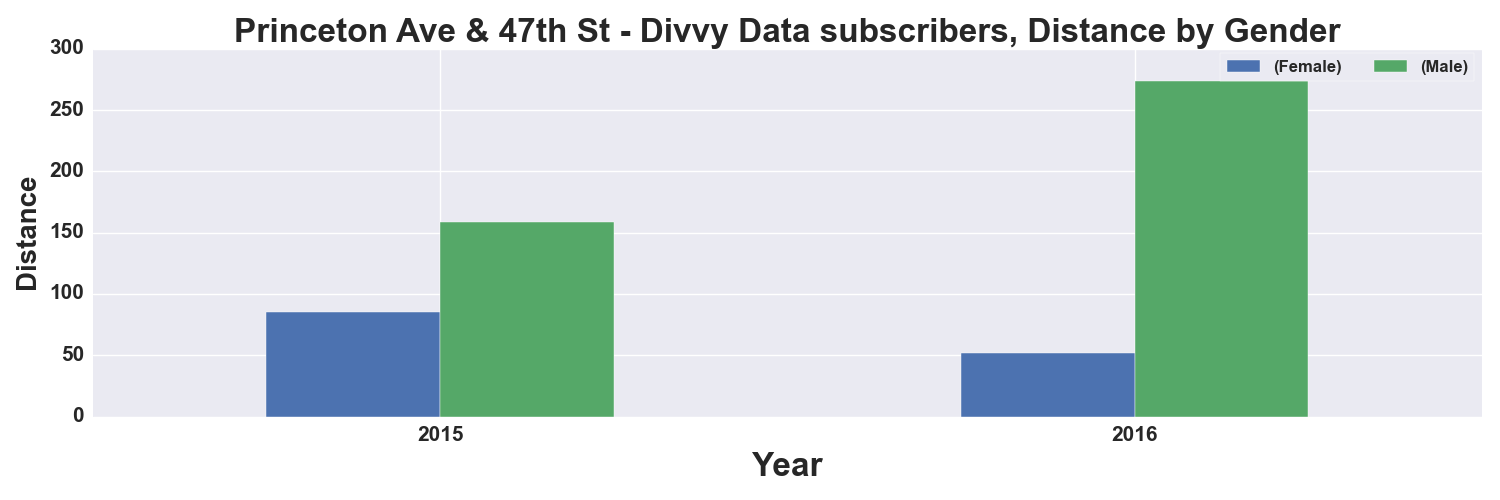 Princeton Ave & 47th St - Divvy Data subscribers, Distance by Gender
(Female) (Male)
300
250
200
150
100
50
0
Distance
2015 2016
Year